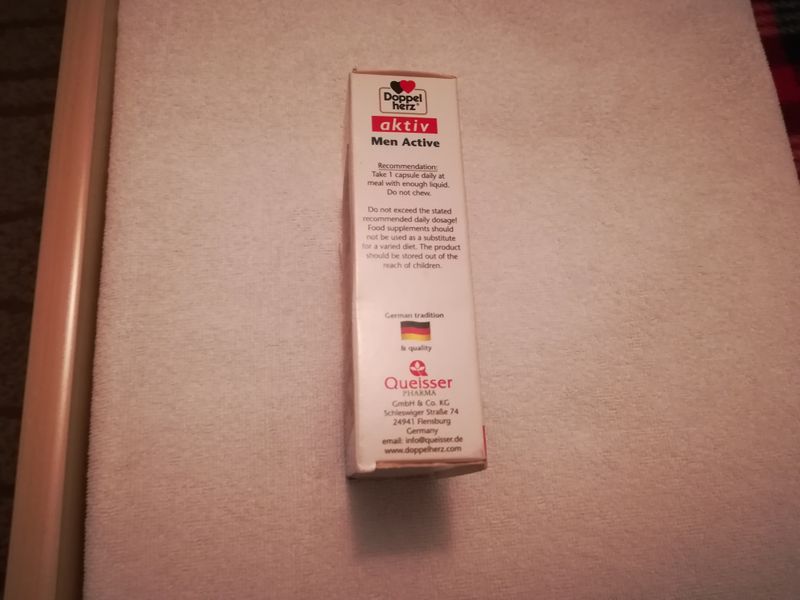 Doppel
herz®
aktiv
Men Active
Recommendation:
Take 1 capsule daily at
meal with enough liquid.
Do not chew.
Do not exceed the stated
recommended daily dosage!
Food supplements should
not be used as a substitute
for a varied diet. The product
should be stored out of the
reach of children.
German tradition
& quality
Queisser
PHARMA
GmbH & Co. KG
Schleswiger Straße 74
24941 Flensburg
Germany
email: info@queisser.de
www.doppelherz.com